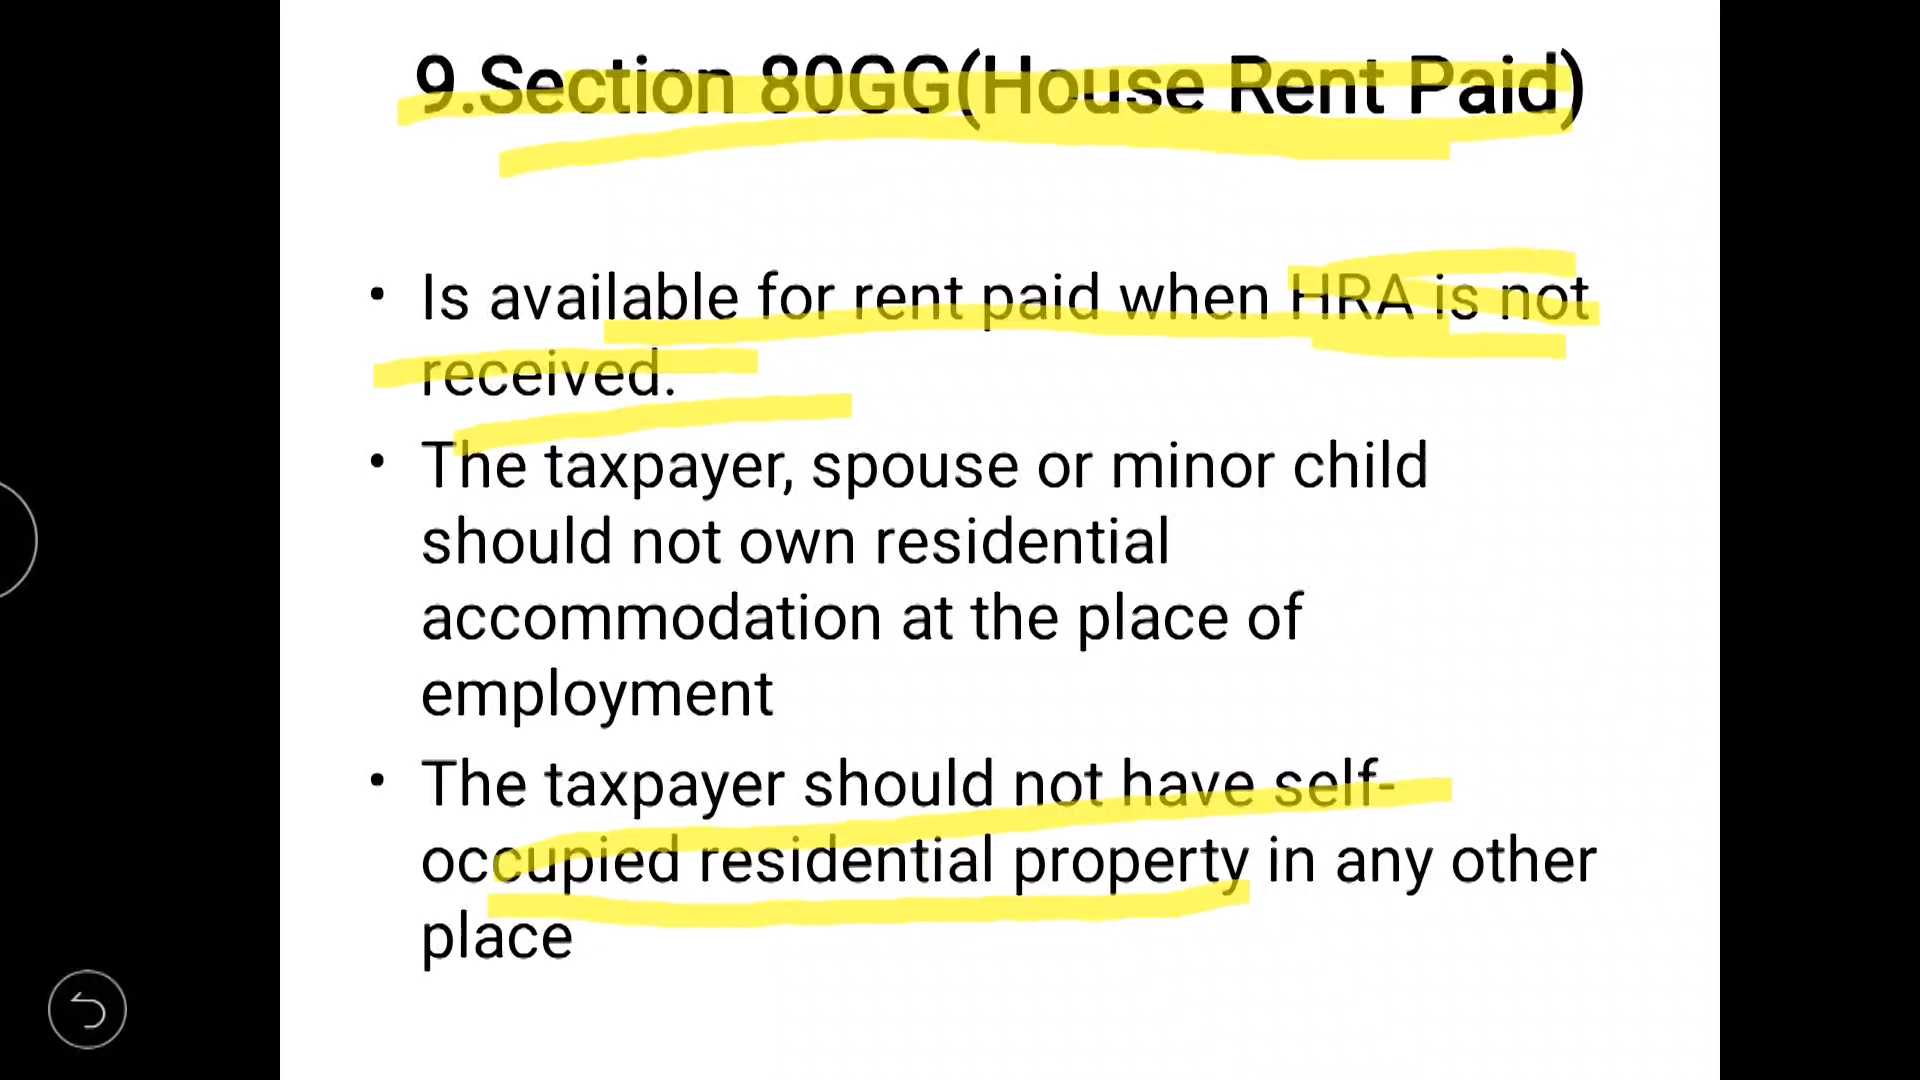 9.Section 80GG(House Rent Paid)
• Is available for rent paid when HRA is not
received.
• The taxpayer, spouse or minor child
should not own residential
accommodation at the place of
employment
• The taxpayer should not have self-
occupied residential property in any other
place